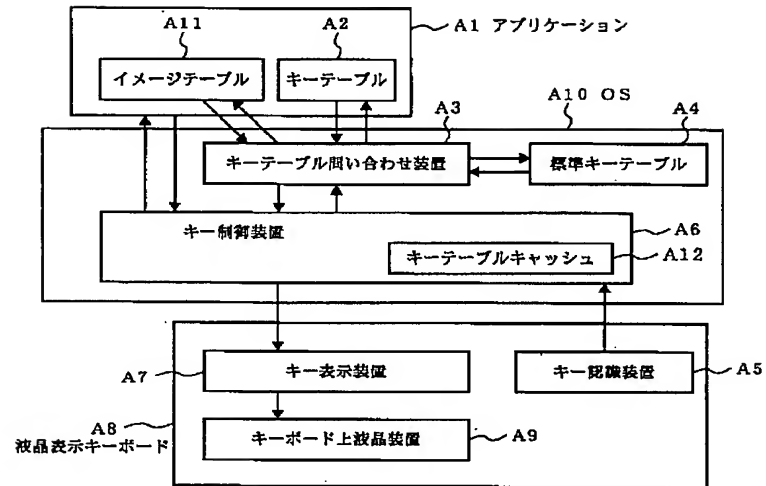 A11
A2
A1 アプリケーション
イメージテーブル
キーテーブル
A10 OS
A3
A4
キーテーブル問い合わせ装置
標準キーテーブル
キー制御装置
A6
キーテーブルキャッシュ
A12
A7
キー表示装置
キー認識装置
A5
A8
液晶表示キーボード
キーボード上液晶装置
A9